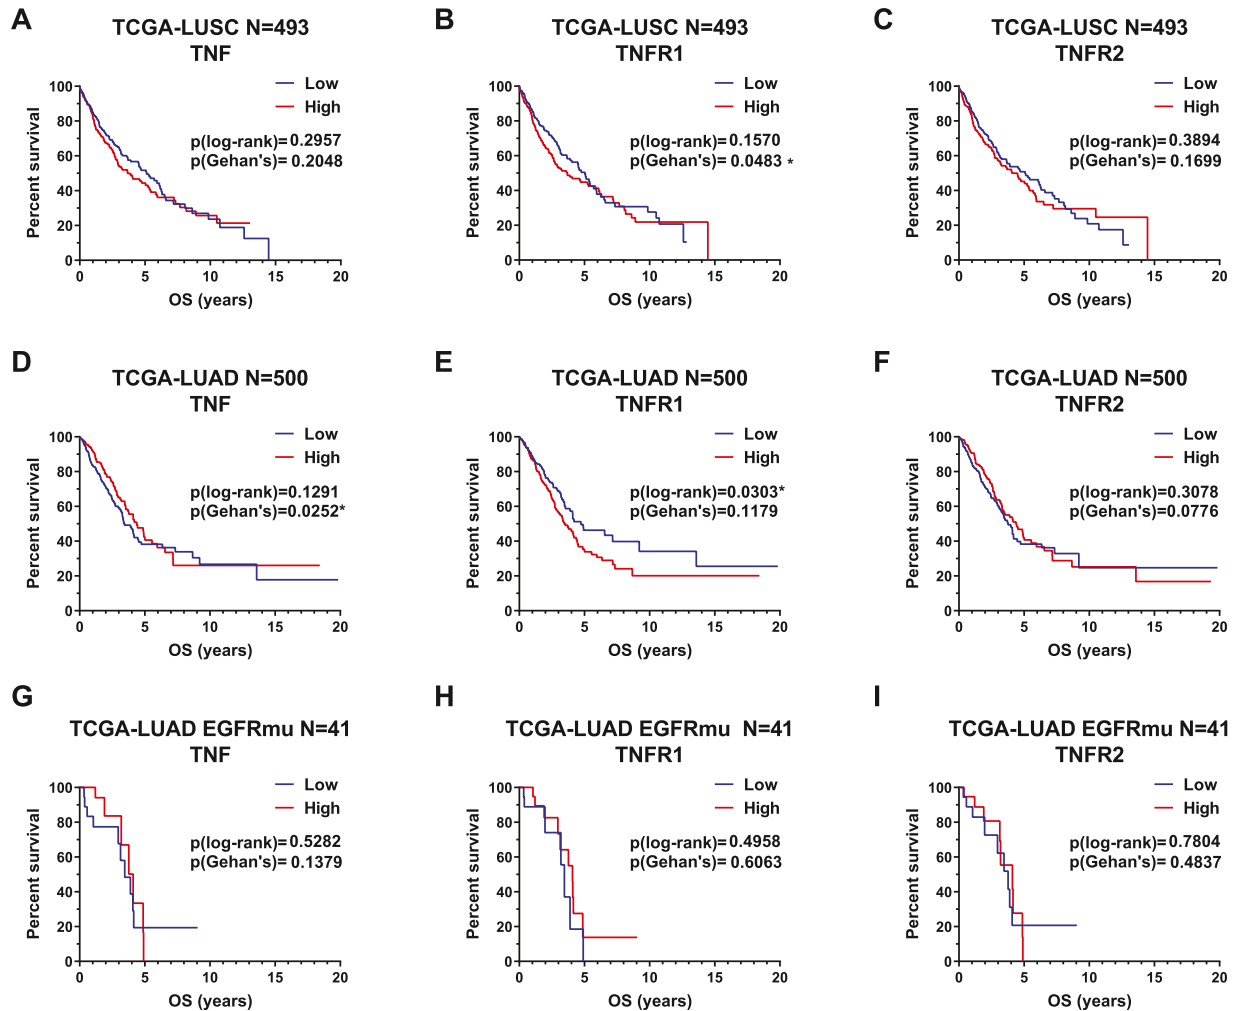 A
TCGA-LUSC N=493
TNF
Low
High
p(log-rank)=0.2957
p(Gehan's)=0.2048
Percent survival
100
80
60
40
20
0
0 5 10 15 20
OS (years)
B
TCGA-LUSC N=493
TNFR1
Low
High
p(log-rank)=0.1570
p(Gehan's)=0.0483 *
Percent survival
100
80
60
40
20
0
0 5 10 15 20
OS (years)
C
TCGA-LUSC N=493
TNFR2
Low
High
p(log-rank)=0.3894
p(Gehan's)=0.1699
Percent survival
100
80
60
40
20
0
0 5 10 15 20
OS (years)
D
TCGA-LUAD N=500
TNF
Low
High
p(log-rank)=0.1291
p(Gehan's)=0.0252*
Percent survival
100
80
60
40
20
0
0 5 10 15 20
OS (years)
E
TCGA-LUAD N=500
TNFR1
Low
High
p(log-rank)=0.0303*
p(Gehan's)=0.1179
Percent survival
100
80
60
40
20
0
0 5 10 15 20
OS (years)
F
TCGA-LUAD N=500
TNFR2
Low
High
p(log-rank)=0.3078
p(Gehan's)=0.0776
Percent survival
100
80
60
40
20
0
0 5 10 15 20
OS (years)
G
TCGA-LUAD EGFRmu N=41
TNF
Low
High
p(log-rank)=0.5282
p(Gehan's)=0.1379
Percent survival
100
80
60
40
20
0
0 5 10 15 20
OS (years)
H
TCGA-LUAD EGFRmu N=41
TNFR1
Low
High
p(log-rank)=0.4958
p(Gehan's)=0.6063
Percent survival
100
80
60
40
20
0
0 5 10 15 20
OS (years)
I
TCGA-LUAD EGFRmu N=41
TNFR2
Low
High
p(log-rank)=0.7804
p(Gehan's)=0.4837
Percent survival
100
80
60
40
20
0
0 5 10 15 20
OS (years)